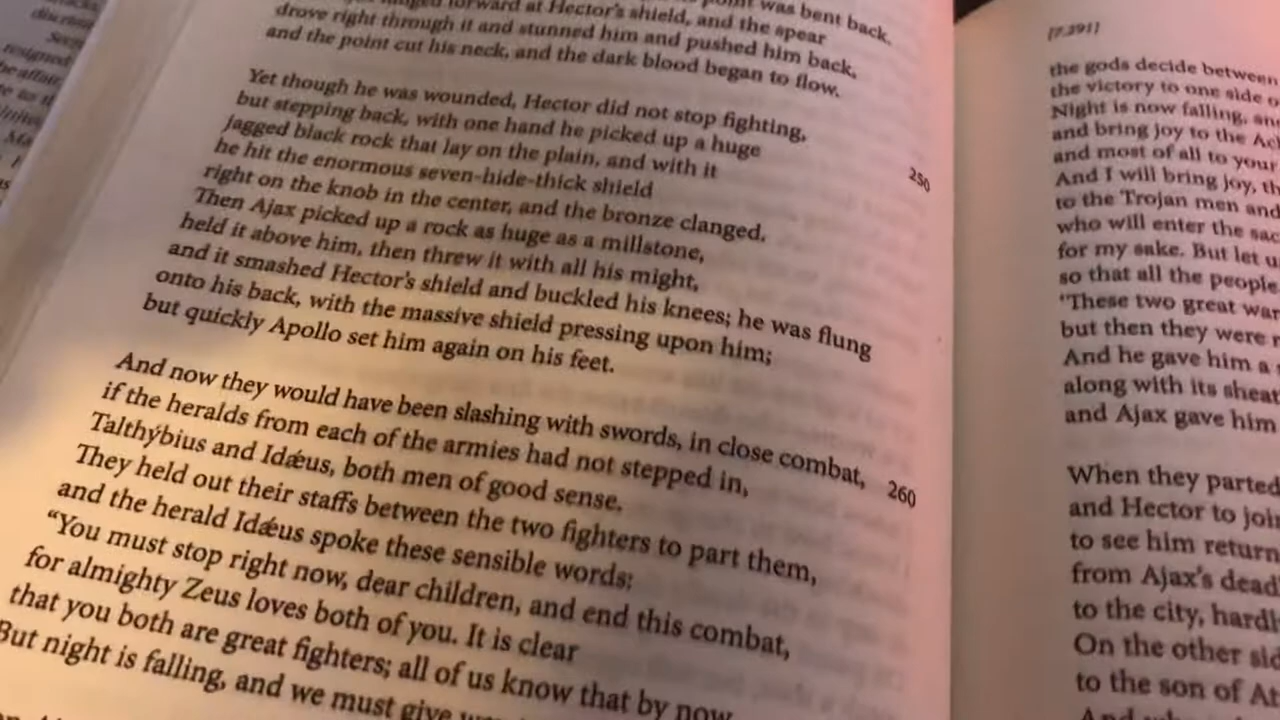 point was bent back.
forward at Hector's shield, and the spear
drove right through it and stunned him and pushed him back,
and the point cut his neck, and the dark blood began to flow.
Yet though he was wounded, Hector did not stop fighting,
but stepping back, with one hand he picked up a huge
jagged black rock that lay on the plain, and with it
he hit the enormous seven-hide-thick shield
250
right on the knob in the center, and the bronze clanged.
Then Ajax picked up a rock as huge as a millstone,
held it above him, then threw it with all his might,
and it smashed Hector's shield and buckled his knees; he was flung
onto his back, with the massive shield pressing upon him;
but quickly Apollo set him again on his feet.
And now they would have been slashing with swords, in close combat,
260
if the heralds from each of the armies had not stepped in,
Talthýbius and Idǽus, both men of good sense.
They held out their staffs between the two fighters to part them,
and the herald Idǽus spoke these sensible words:
“You must stop right now, dear children, and end this combat,
for almighty Zeus loves both of you. It is clear
that you both are great fighters; all of us know that by now.
But night is falling, and we must give
[7.291]
the gods decide between
the victory to one side
Night is now falling,
and bring joy to the
and most of all to your
And I will bring joy,
to the Trojan men and
who will enter the
for my sake. But let
so that all the people
‘These two great
but then they were
And he gave him a
along with its
and Ajax gave him
When they parted
and Hector to
to see him return
from Ajax's
to the city,
On the other
to the son of